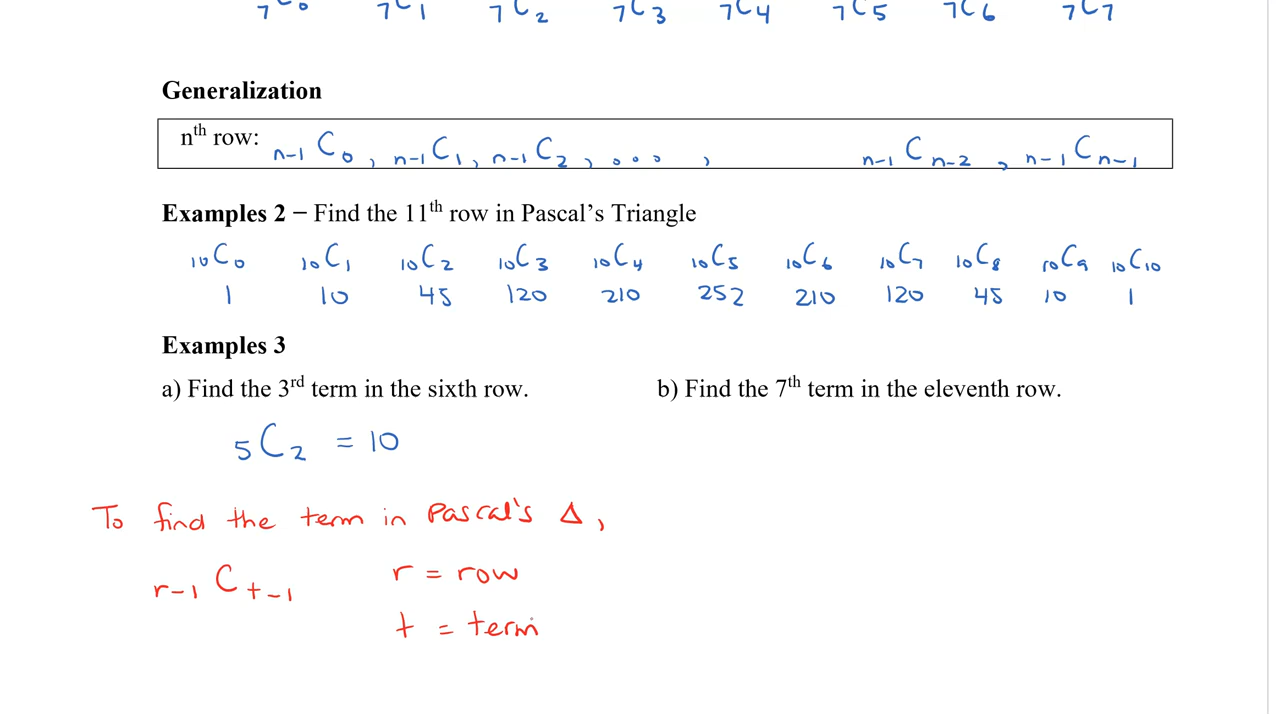 ₇C₀ ₇C₁ ₇C₂ ₇C₃ ₇C₄ ₇C₅ ₇C₆ ₇C₇
Generalization
nᵗʰ row: ₙ₋₁C₀ , ₙ₋₁C₁ , ₙ₋₁C₂ , ... , ₙ₋₁Cₙ₋₂ , ₙ₋₁Cₙ₋₁
Examples 2 – Find the 11ᵗʰ row in Pascal's Triangle
₁₀C₀ ₁₀C₁ ₁₀C₂ ₁₀C₃ ₁₀C₄ ₁₀C₅ ₁₀C₆ ₁₀C₇ ₁₀C₈ ₁₀C₉ ₁₀C₁₀
1 10 45 120 210 252 210 120 45 10 1
Examples 3
a) Find the 3ʳᵈ term in the sixth row. b) Find the 7ᵗʰ term in the eleventh row.
₅C₂ = 10
To find the term in Pascal's Δ,
ᵣ₋₁Cₜ₋₁ r = row
t = term